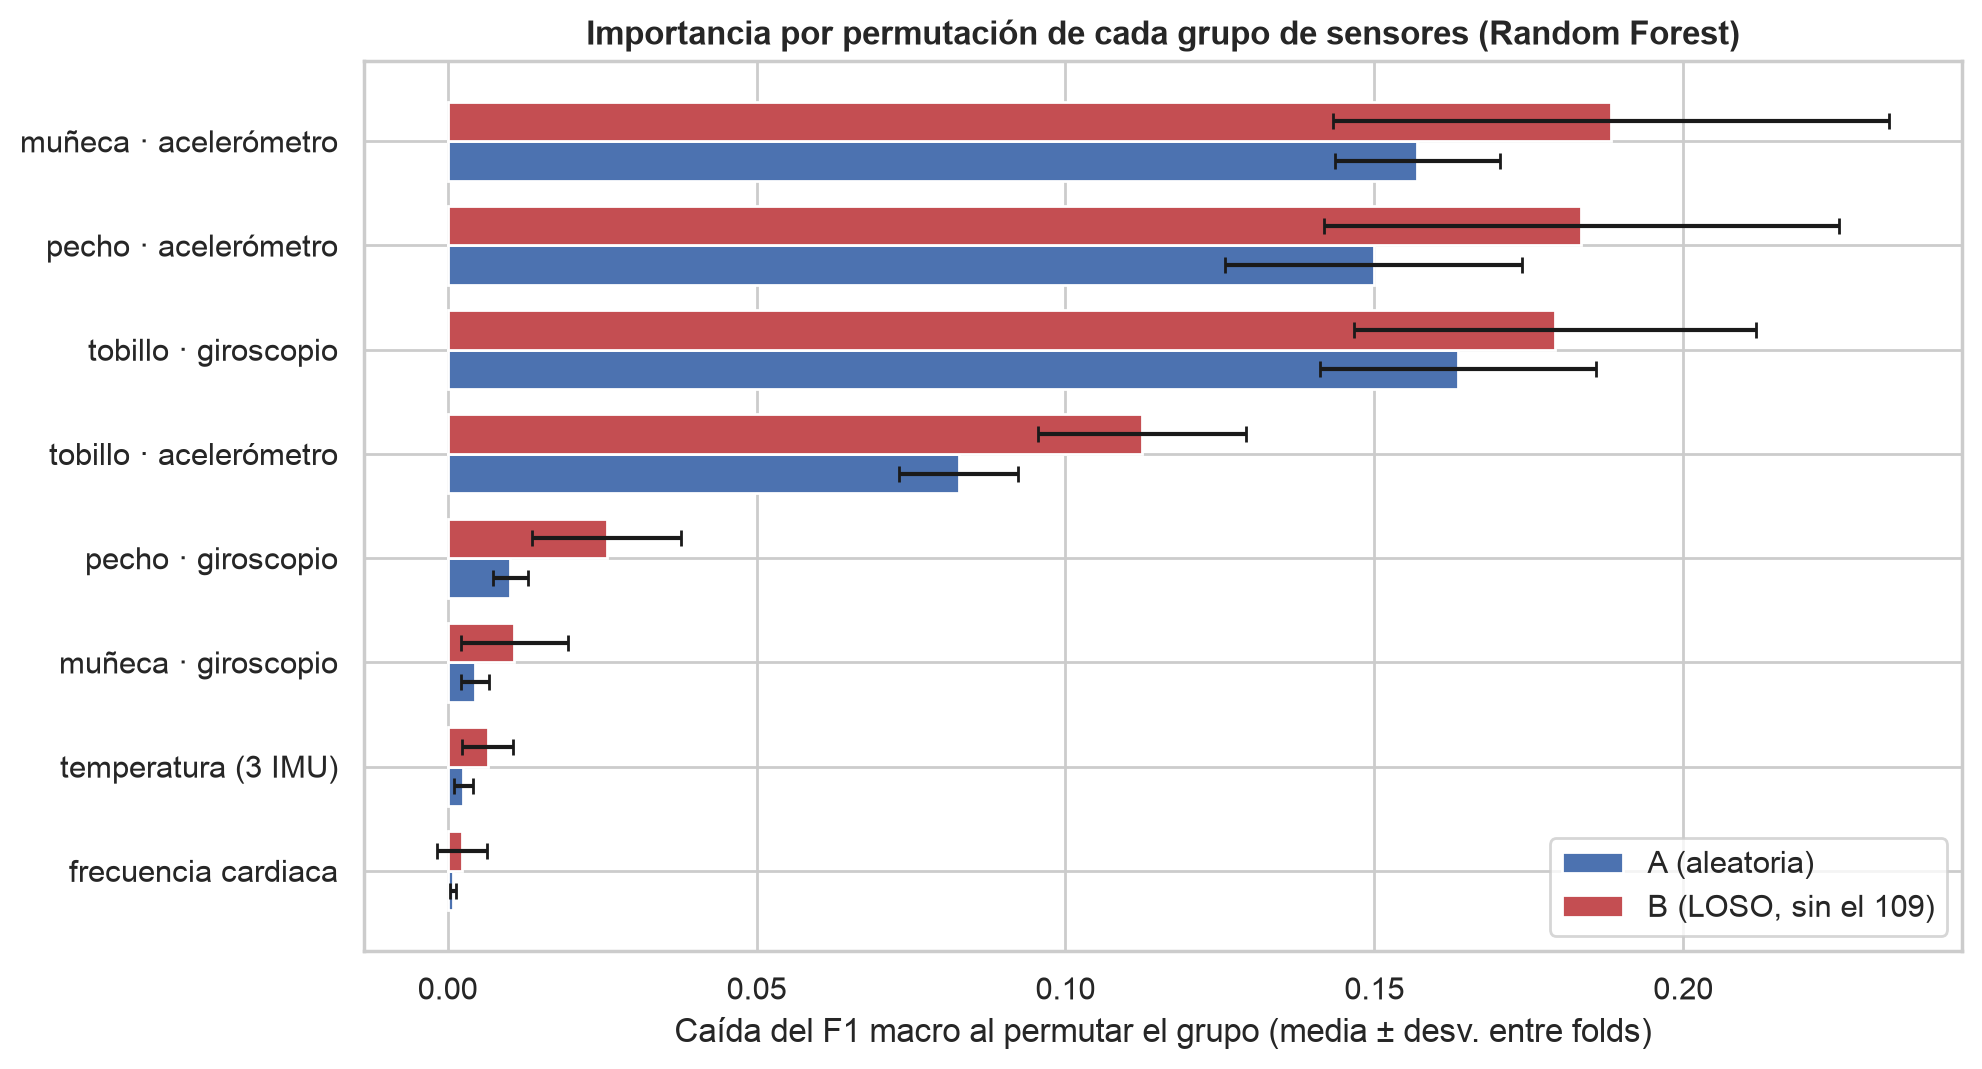 Importancia por permutación de cada grupo de sensores (Random Forest)
muñeca · acelerómetro
pecho · acelerómetro
tobillo · giroscopio
tobillo · acelerómetro
pecho · giroscopio
muñeca · giroscopio
temperatura (3 IMU)
frecuencia cardiaca
A (aleatoria)
B (LOSO, sin el 109)
0.00 0.05 0.10 0.15 0.20
Caída del F1 macro al permutar el grupo (media ± desv. entre folds)